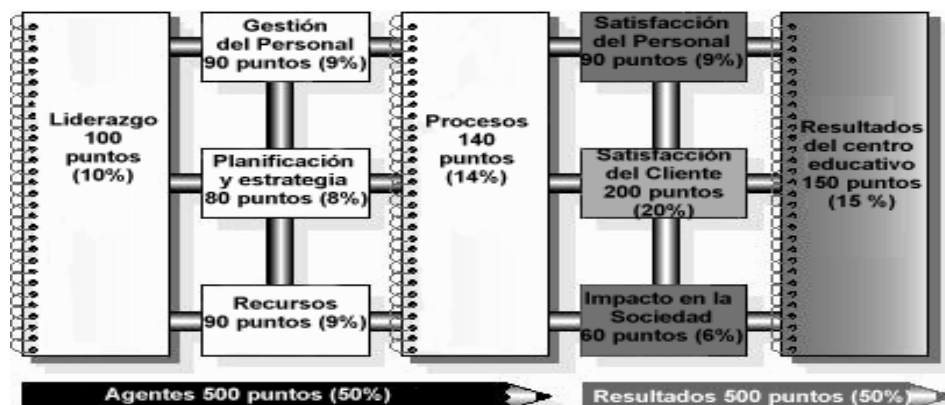 Liderazgo
100
puntos
(10%)
Gestión
del Personal
90 puntos (9%)
Planificación
y estrategia
80 puntos (8%)
Recursos
90 puntos (9%)
Procesos
140
puntos
(14%)
Satisfacción
del Personal
90 puntos (9%)
Satisfacción
del Cliente
200 puntos
(20%)
Impacto en la
Sociedad
60 puntos (6%)
Resultados
del centro
educativo
150 puntos
(15 %)
Agentes 500 puntos (50%)
Resultados 500 puntos (50%)